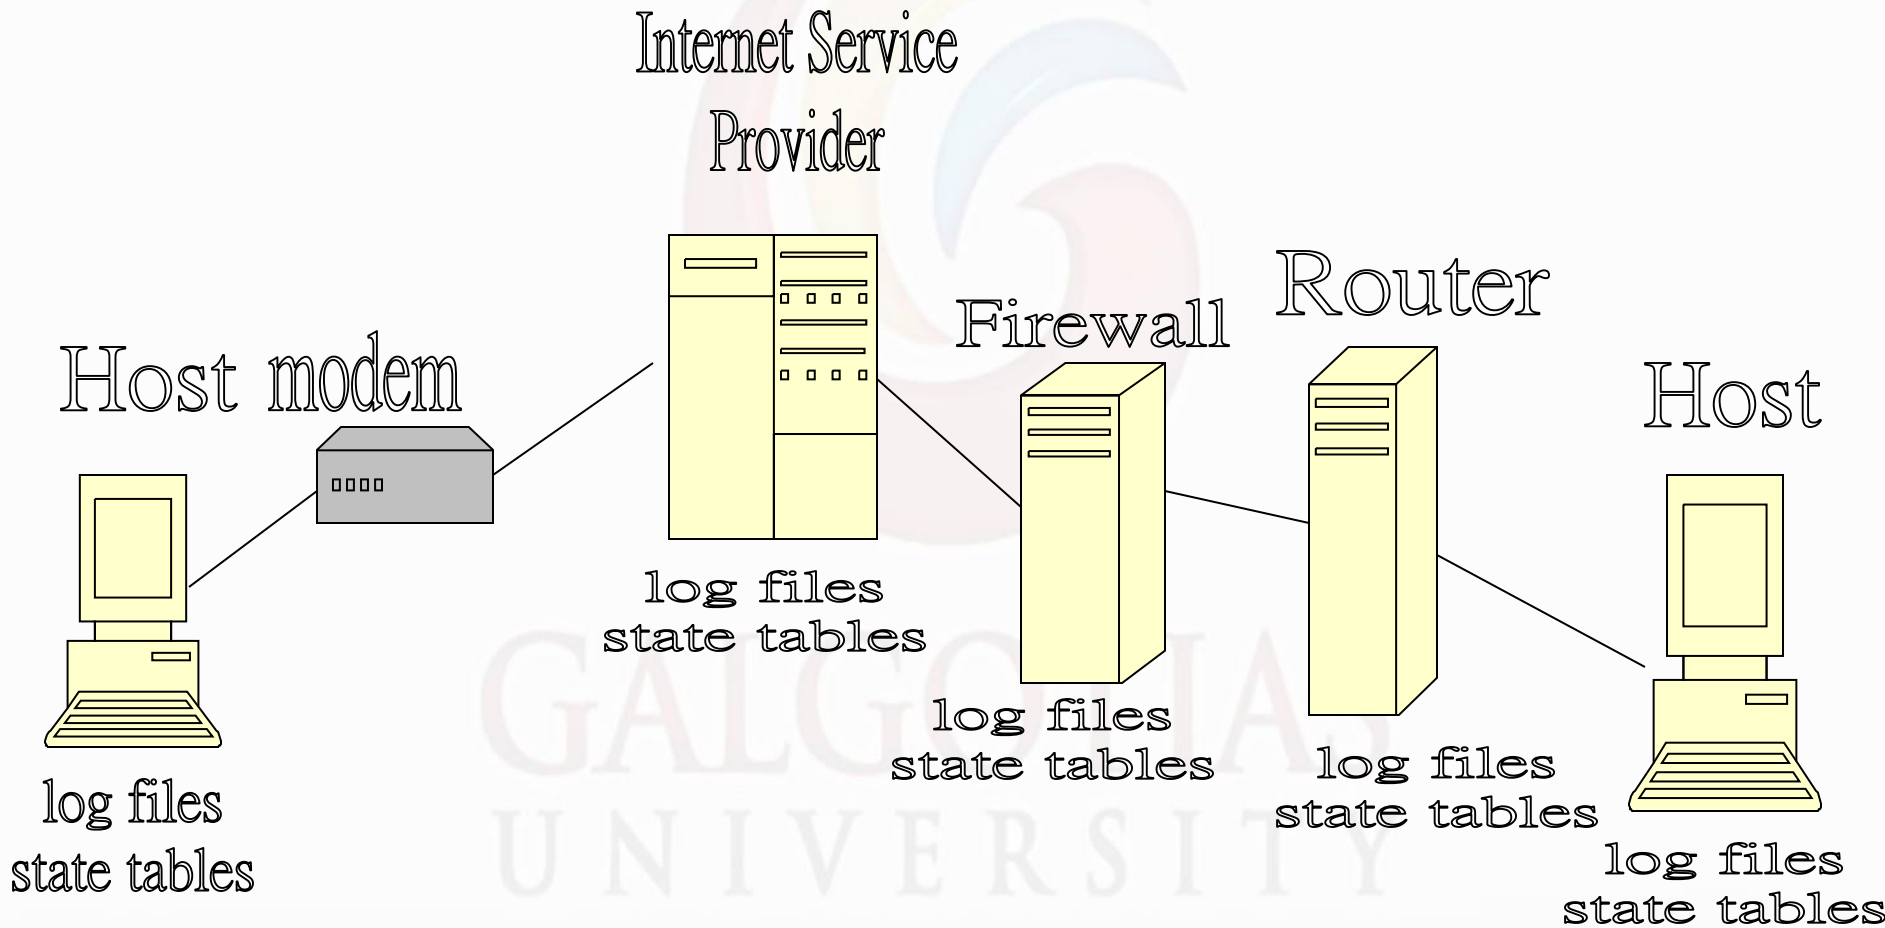 Internet Service
Provider
Host
modem
Firewall
Router
Host
log files
state tables
log files
state tables
log files
state tables
log files
state tables
log files
state tables
GALGOTIAS
UNIVERSITY